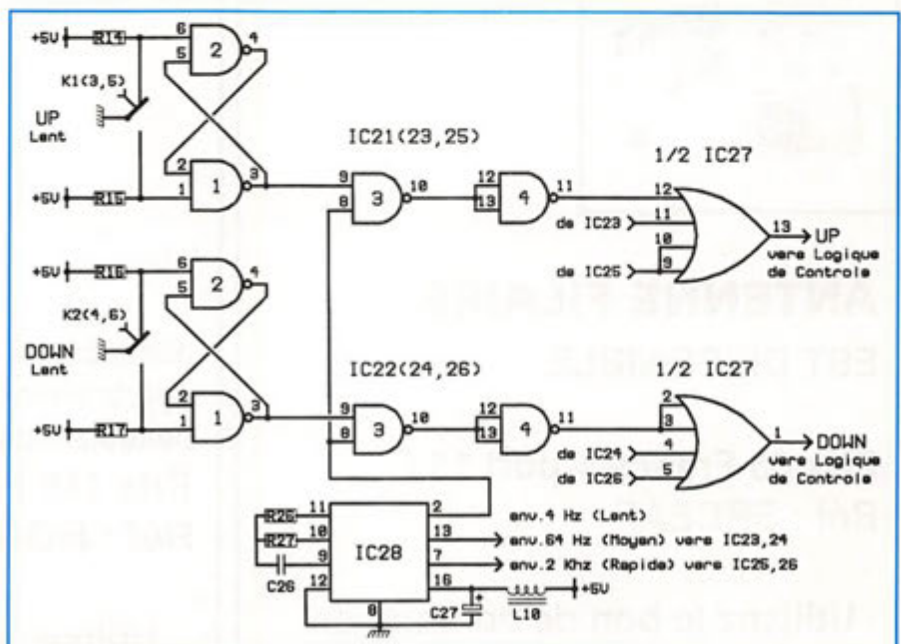 +5V R14 6 4
5 2
K1(3,5)
UP
Lent
2 3
1 1
+5V R15
IC21(23,25)
9 10
8 3
12 11
13 4
1/2 IC27
12
de IC23 11
10
de IC25 9
13 UP
vers Logique
de Controle
+5V R16 6 4
5 2
K2(4,6)
DOWN
Lent
2 3
1 1
+5V R17
IC22(24,26)
9 10
8 3
12 11
13 4
1/2 IC27
2
3
de IC24 4
de IC26 5
1 DOWN
vers Logique
de Controle
R26 11 2 env.4 Hz (Lent)
R27 10 13 env.64 Hz (Moyen) vers IC23,24
C26 9 IC28 7 env.2 Khz (Rapide) vers IC25,26
12 8 16 C27 + L10 +5V